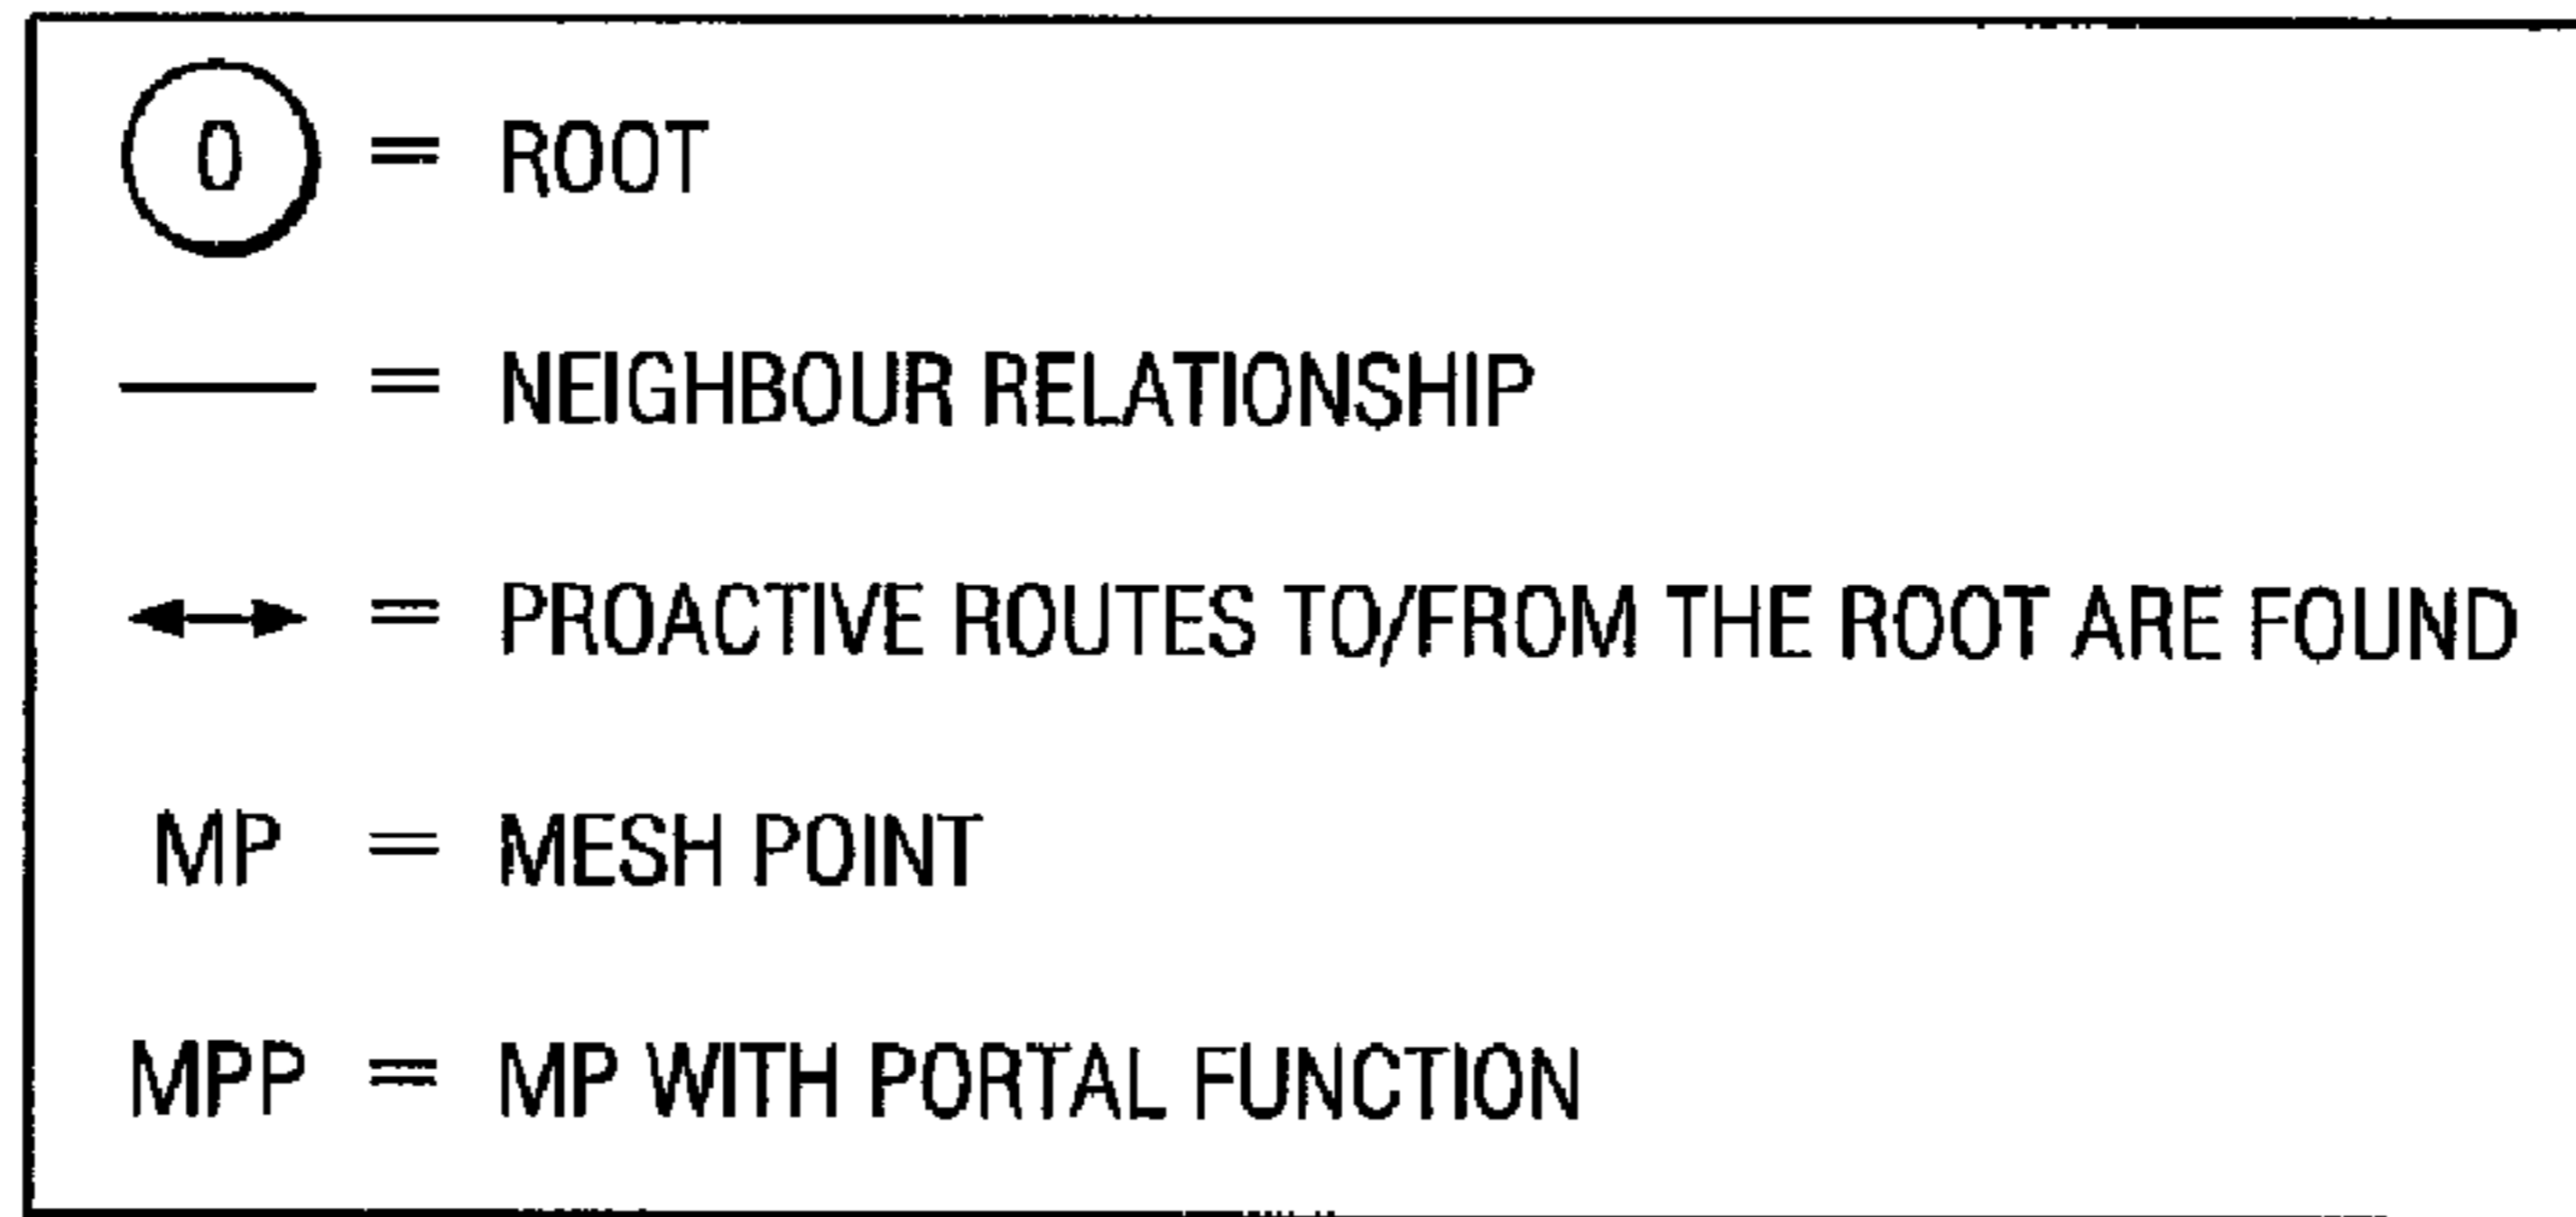 0 = ROOT
= NEIGHBOUR RELATIONSHIP
= PROACTIVE ROUTES TO/FROM THE ROOT ARE FOUND
MP = MESH POINT
MPP = MP WITH PORTAL FUNCTION